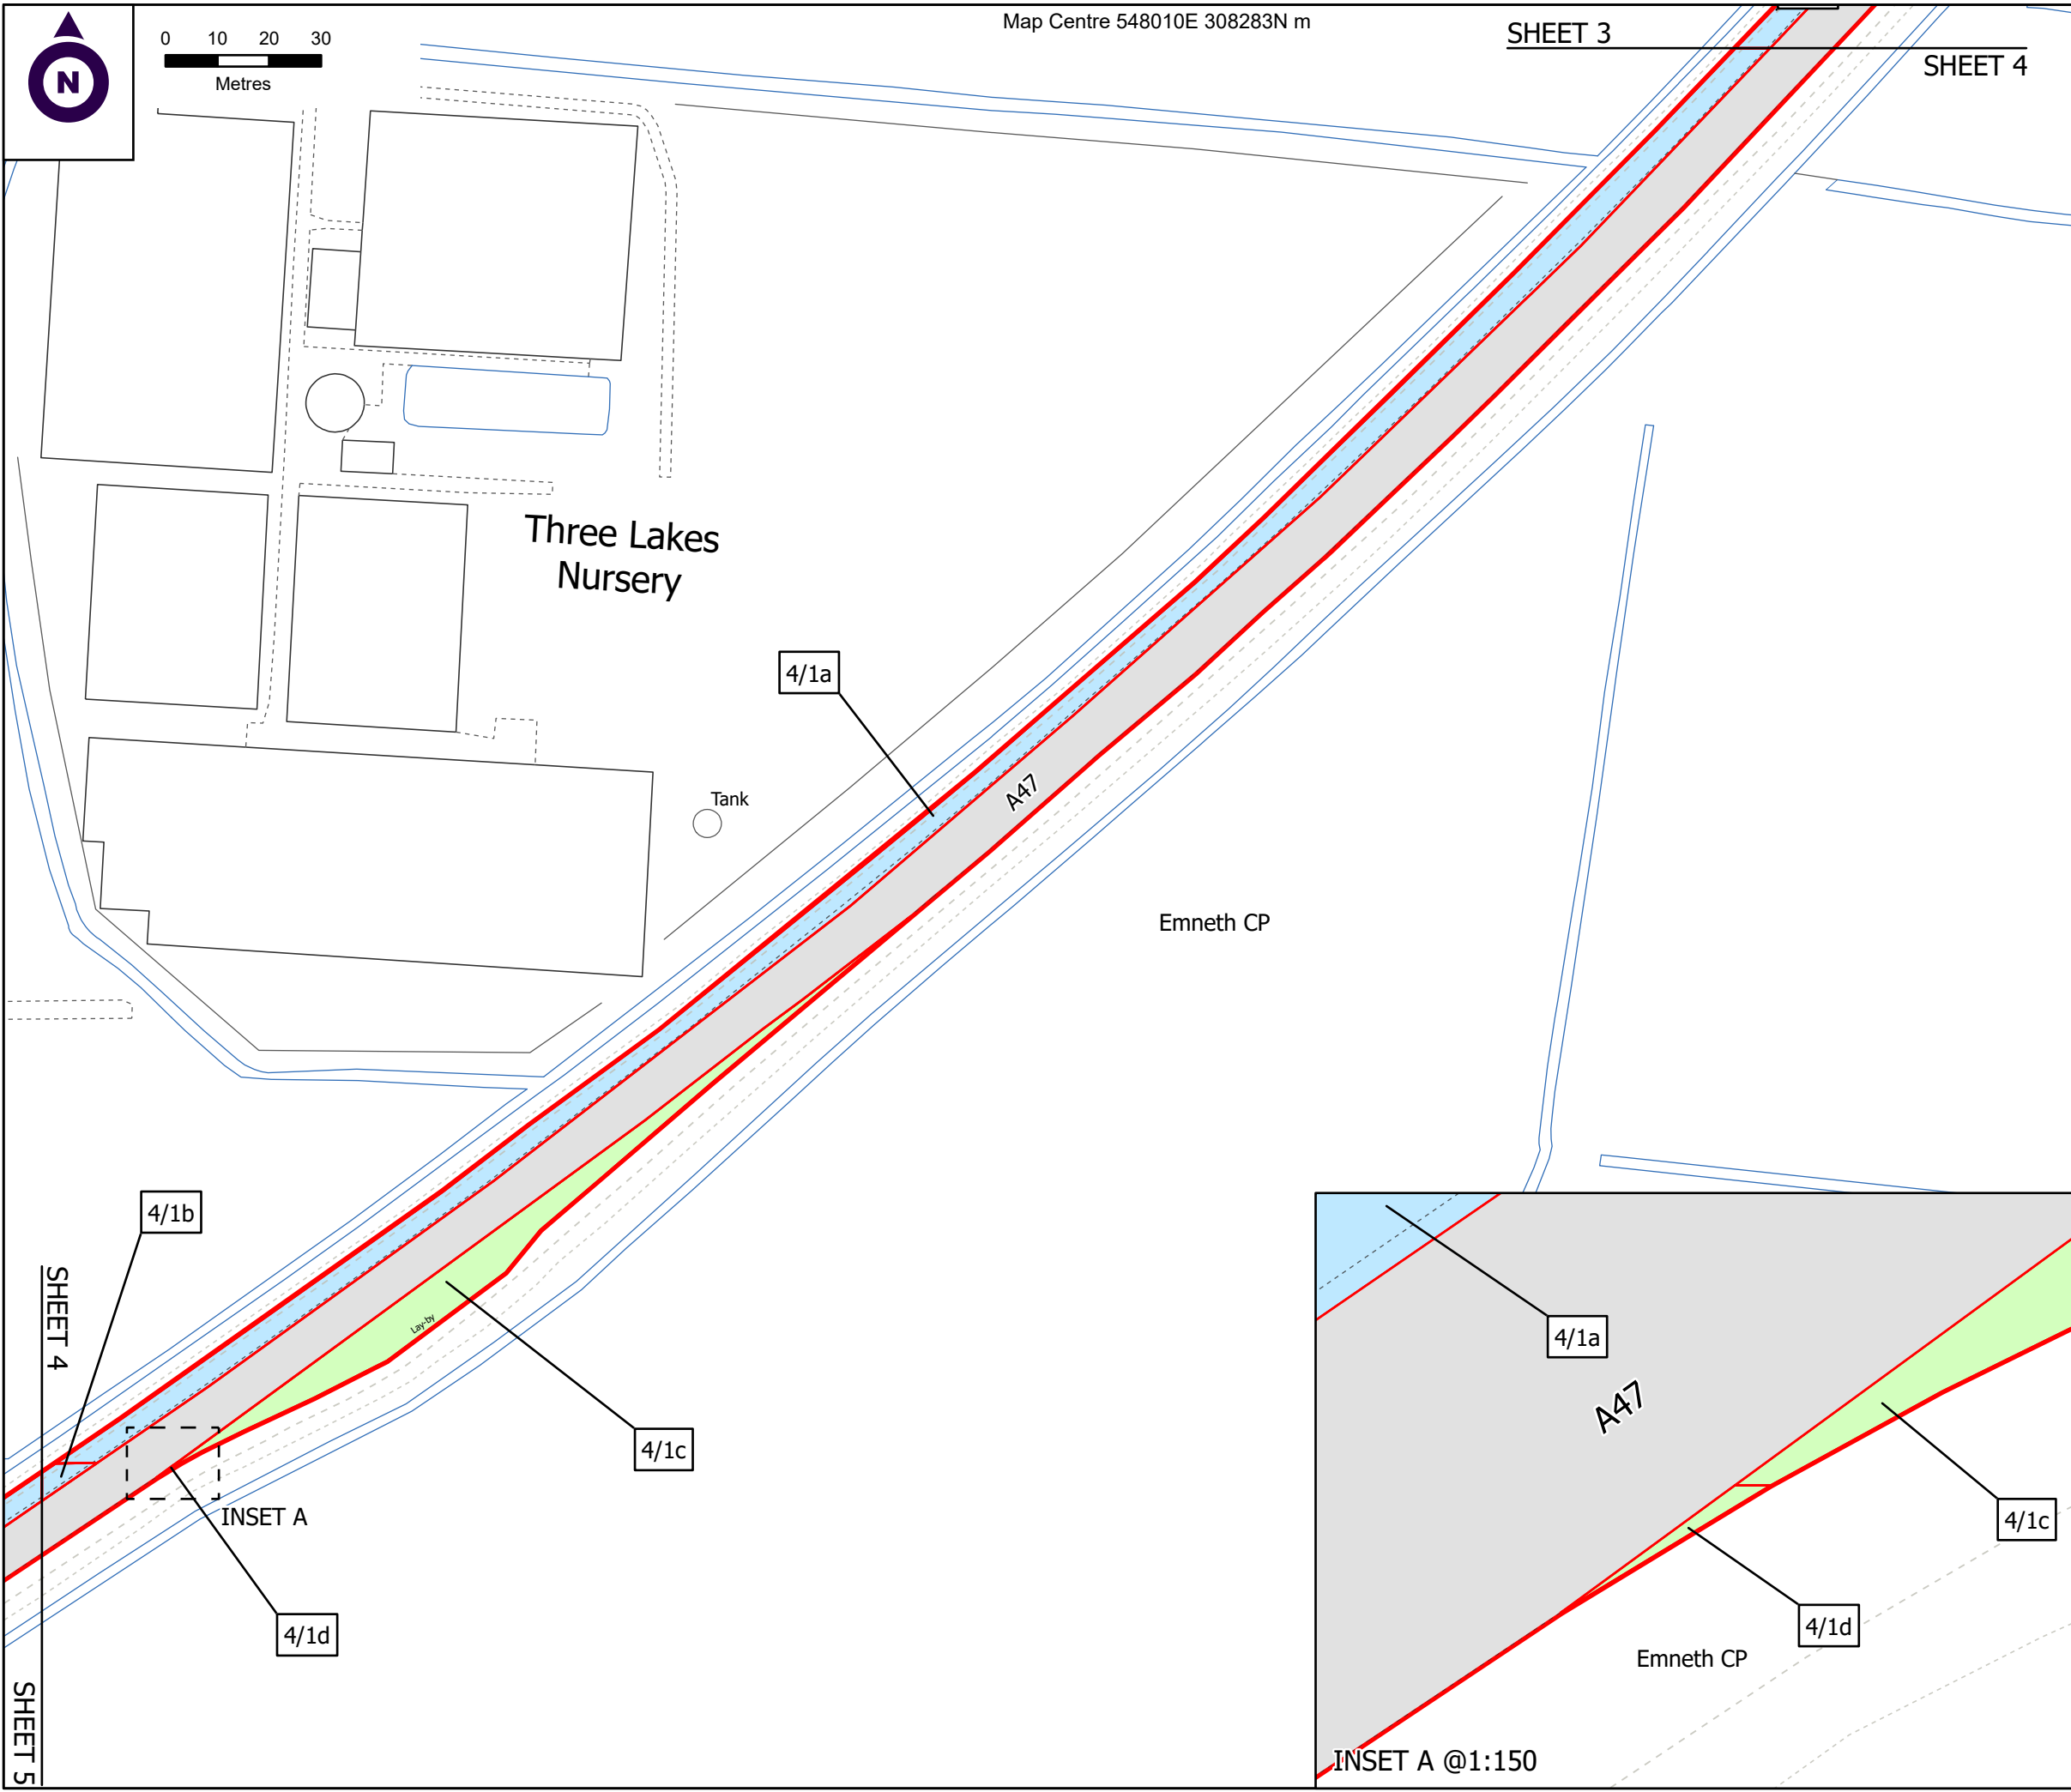 Map Centre 548010E 308283N m
N
0 10 20 30
Metres
SHEET 3
SHEET 4
Three Lakes
Nursery
4/1a
A47
Tank
Emneth CP
4/1b
SHEET 4
SHEET 5
Lay-by
4/1c
INSET A
4/1d
4/1a
A47
4/1c
4/1d
Emneth CP
INSET A @1:150